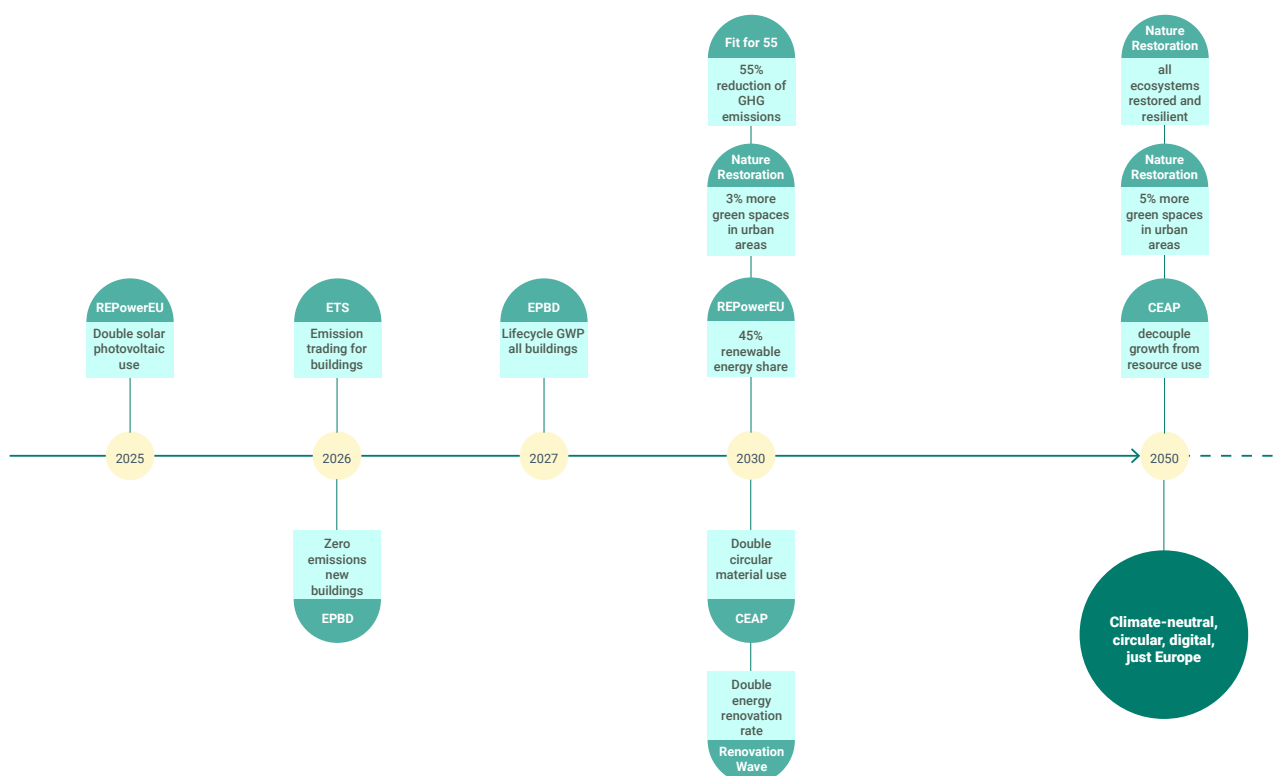 Fit for 55
55%
reduction of
GHG
emissions
Nature
Restoration
3% more
green spaces
in urban
areas
Nature
Restoration
all
ecosystems
restored and
resilient
Nature
Restoration
5% more
green spaces
in urban
areas
REPowerEU
Double solar
photovoltaic
use
ETS
Emission
trading for
buildings
EPBD
Lifecycle GWP
all buildings
REPowerEU
45%
renewable
energy share
CEAP
decouple
growth from
resource use
2025
2026
2027
2030
2050
Zero
emissions
new
buildings
EPBD
Double
circular
material use
CEAP
Double
energy
renovation
rate
Renovation
Wave
Climate-neutral,
circular, digital,
just Europe